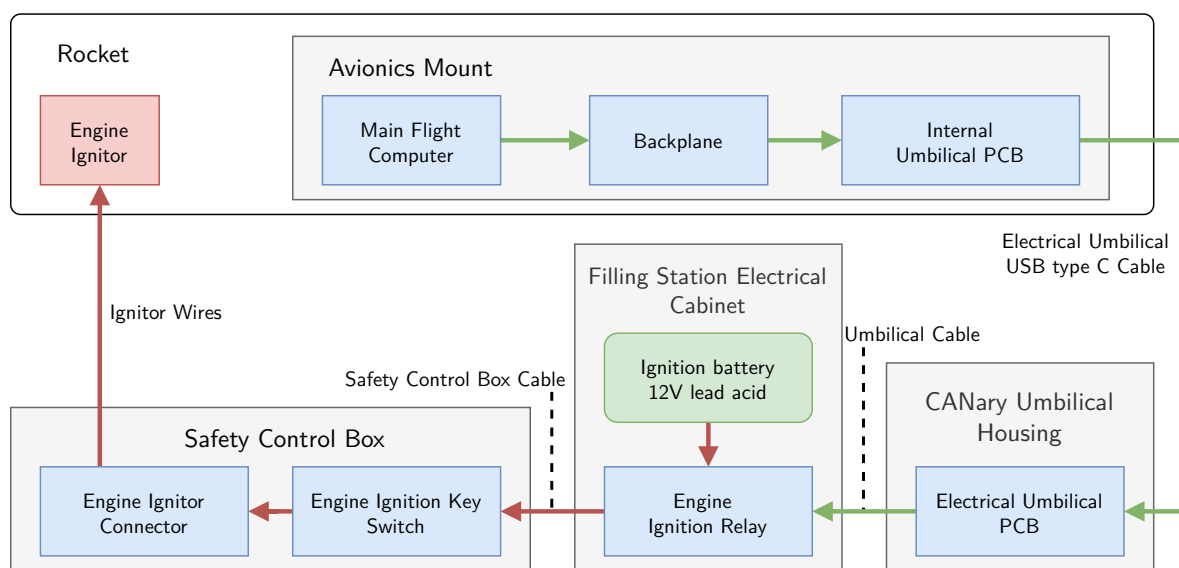 Rocket
Avionics Mount
Engine
Ignitor
Main Flight
Computer
Backplane
Internal
Umbilical PCB
Electrical Umbilical
USB type C Cable
Filling Station Electrical
Cabinet
Ignitor Wires
Umbilical Cable
Ignition battery
12V lead acid
Safety Control Box Cable
CANary Umbilical
Housing
Safety Control Box
Engine Ignitor
Connector
Engine Ignition Key
Switch
Engine
Ignition Relay
Electrical Umbilical
PCB